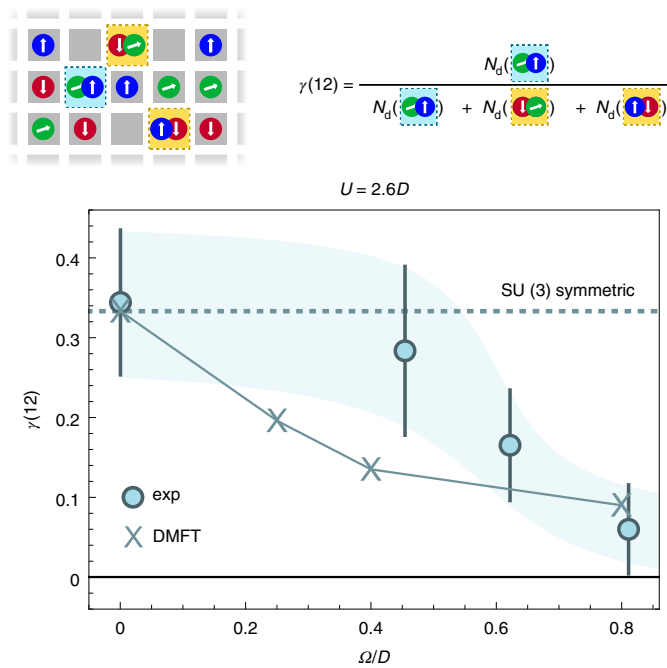 γ(12) = N_d( ) / N_d( ) + N_d( ) + N_d( )
U = 2.6D
SU (3) symmetric
γ(12)
0.4
0.3
0.2
0.1
0
exp
DMFT
0 0.2 0.4 0.6 0.8
Ω/D